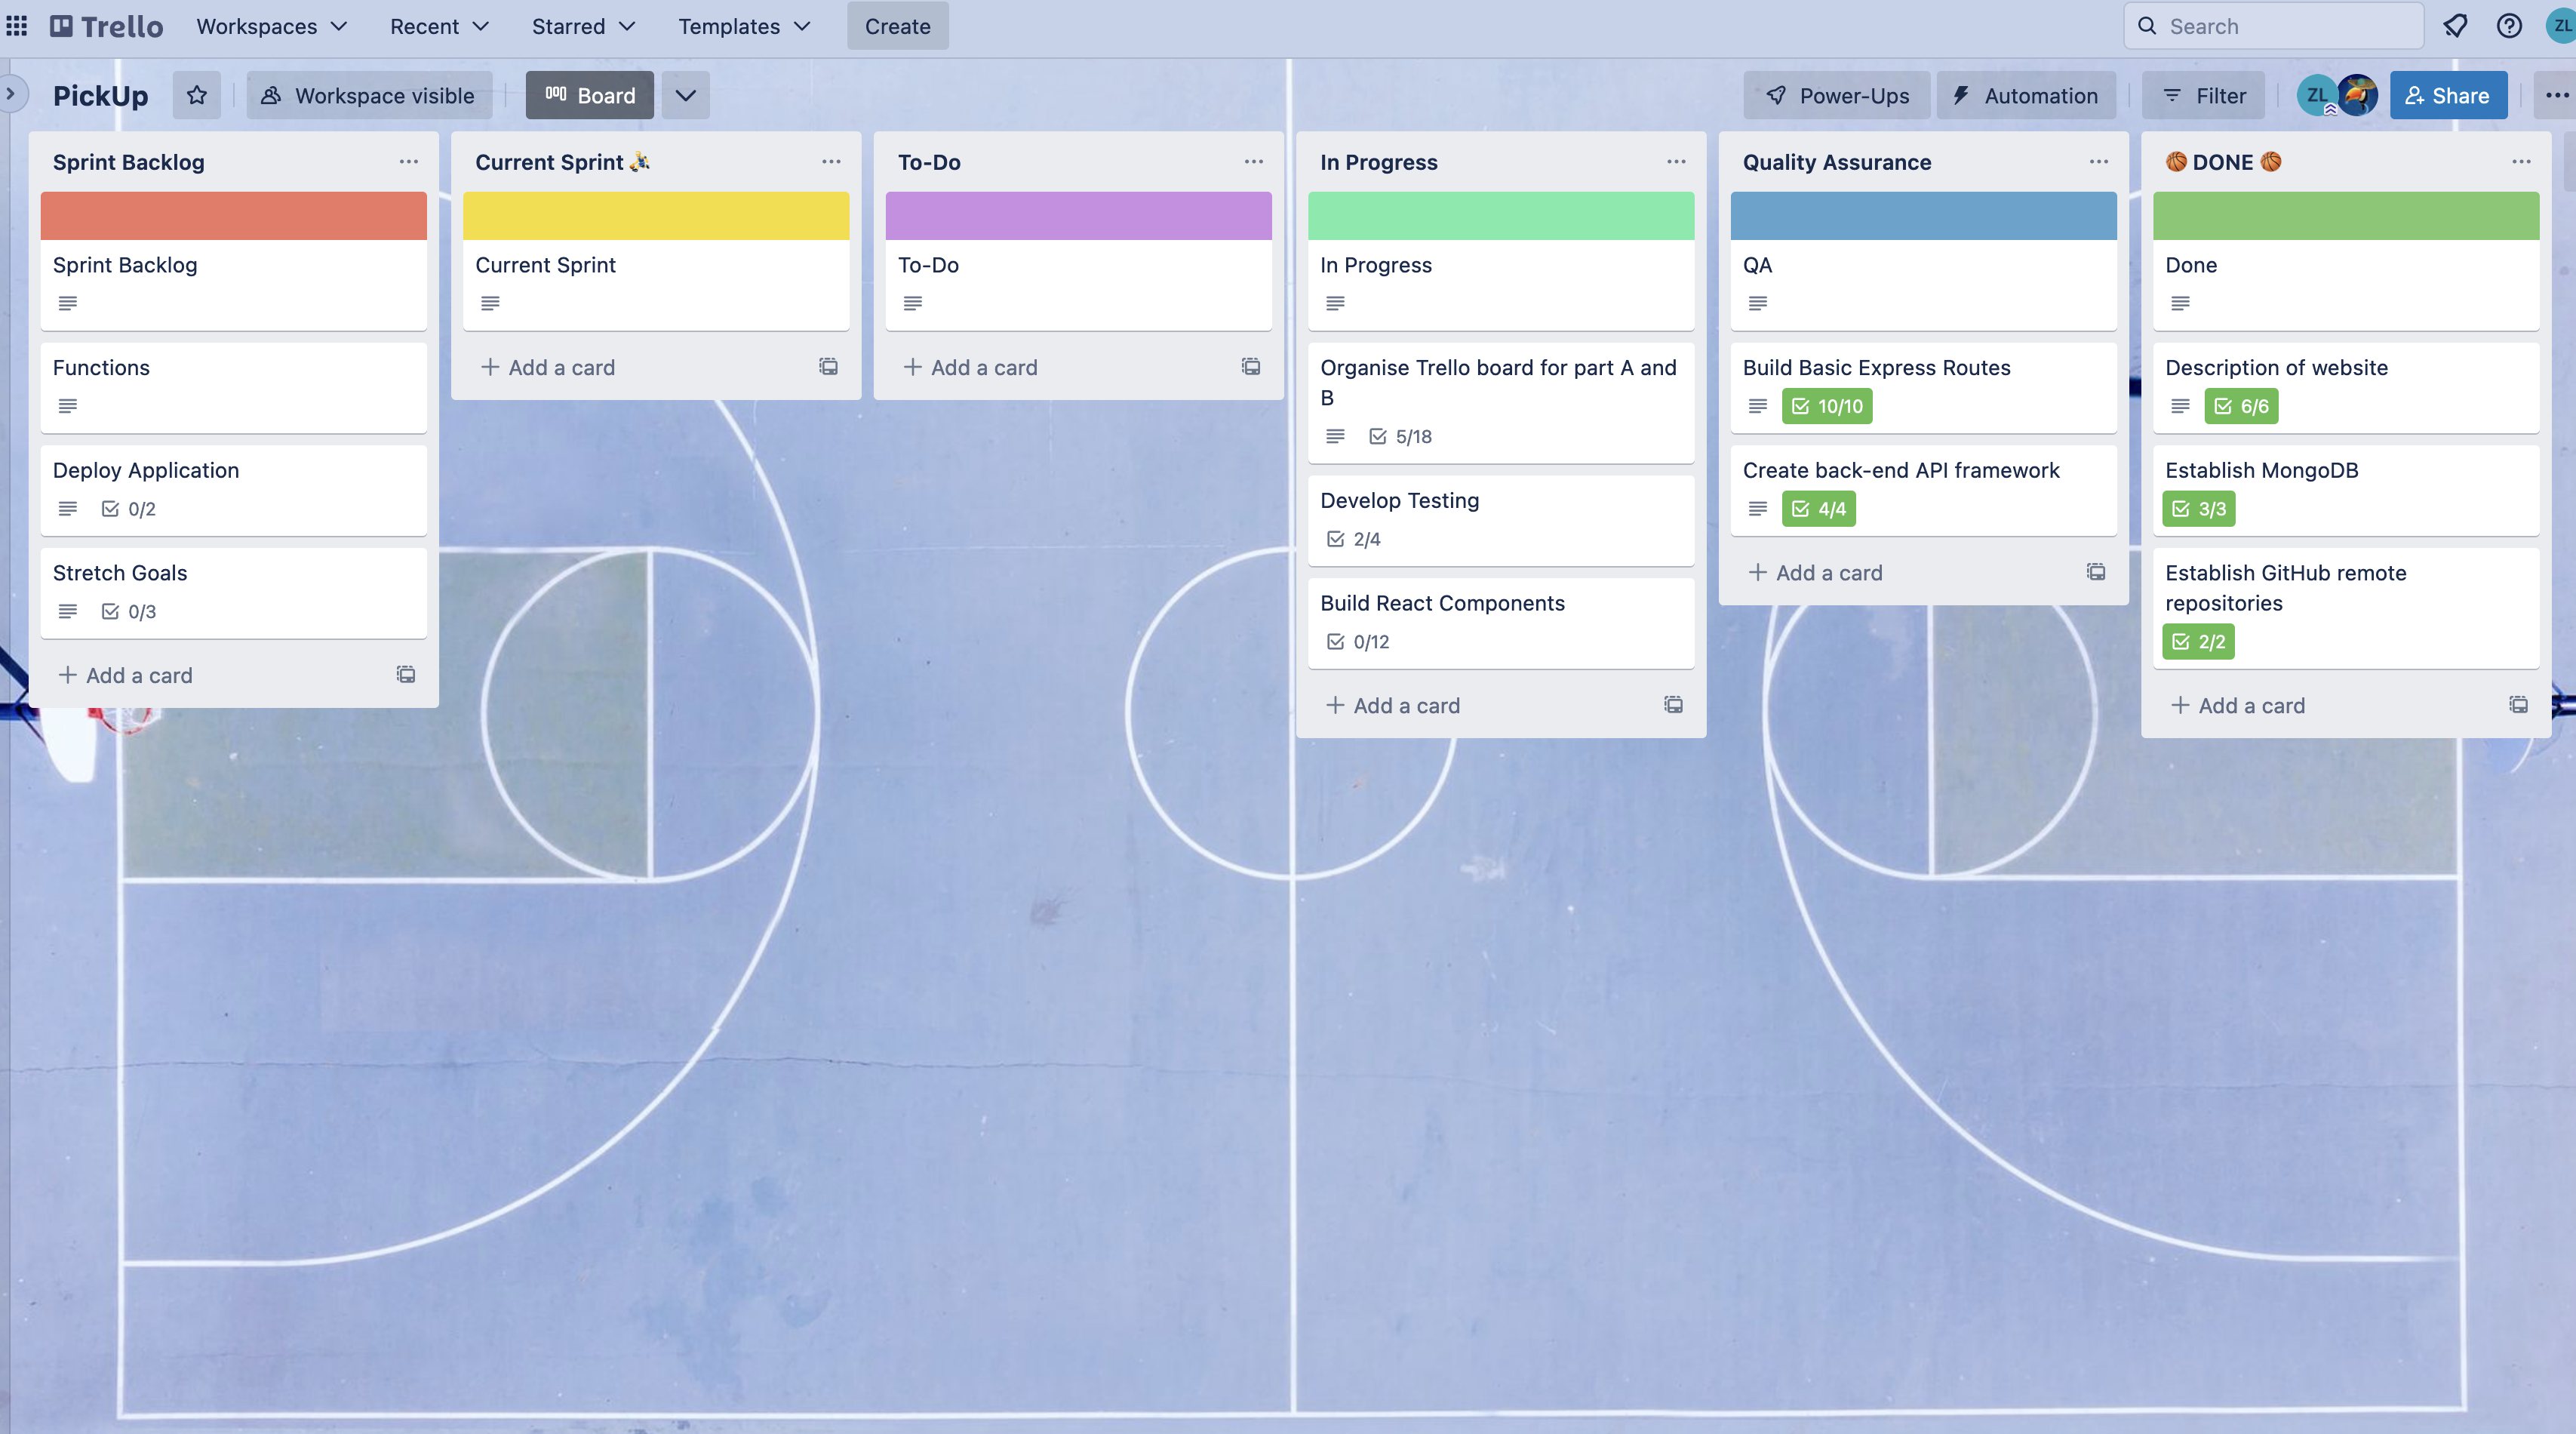 Trello Workspaces Recent Starred Templates Create Search ZL
PickUp Workspace visible Board Power-Ups Automation Filter ZL Share
Sprint Backlog
Sprint Backlog
Functions
Deploy Application
0/2
Stretch Goals
0/3
Add a card
Current Sprint
Current Sprint
Add a card
To-Do
To-Do
Add a card
In Progress
In Progress
Organise Trello board for part A and
B
5/18
Develop Testing
2/4
Build React Components
0/12
Add a card
Quality Assurance
QA
Build Basic Express Routes
10/10
Create back-end API framework
4/4
Add a card
🏀 DONE 🏀
Done
Description of website
6/6
Establish MongoDB
3/3
Establish GitHub remote
repositories
2/2
Add a card